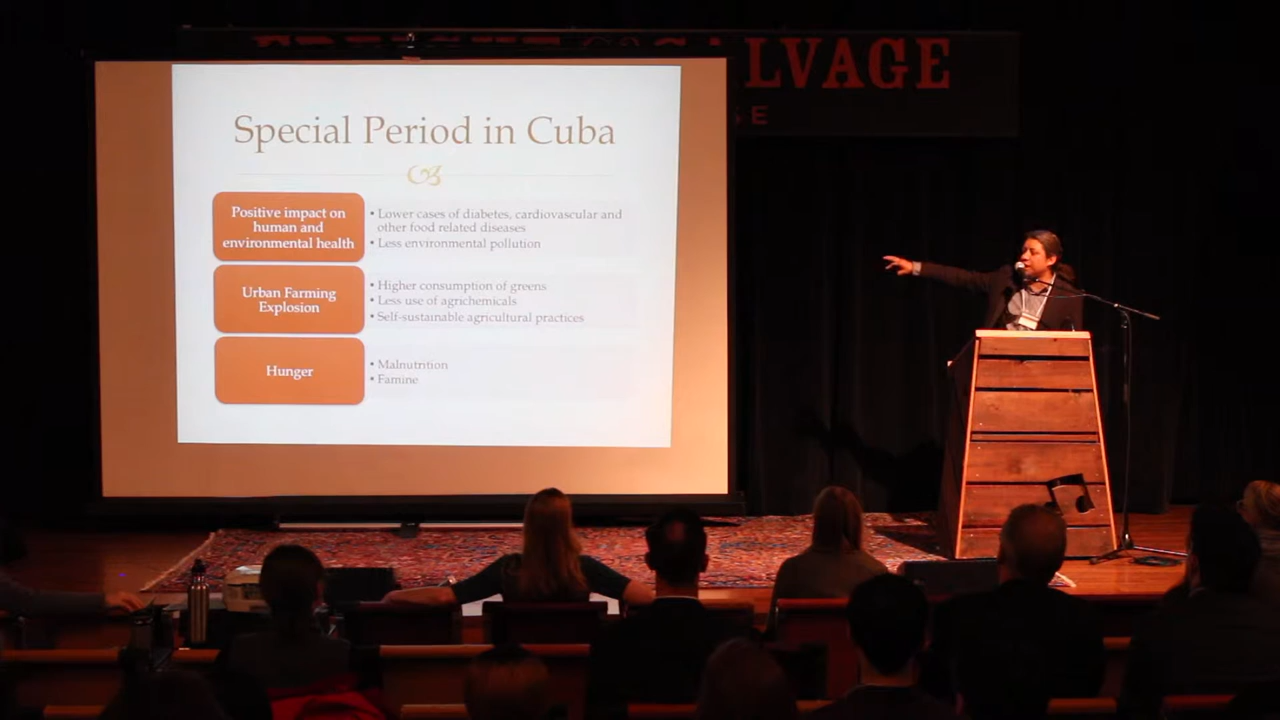 LVAGE
SE
Special Period in Cuba
Positive impact on
human and
environmental health
• Lower cases of diabetes, cardiovascular and
other food related diseases
• Less environmental pollution
Urban Farming
Explosion
• Higher consumption of greens
• Less use of agrichemicals
• Self-sustainable agricultural practices
Hunger
• Malnutrition
• Famine